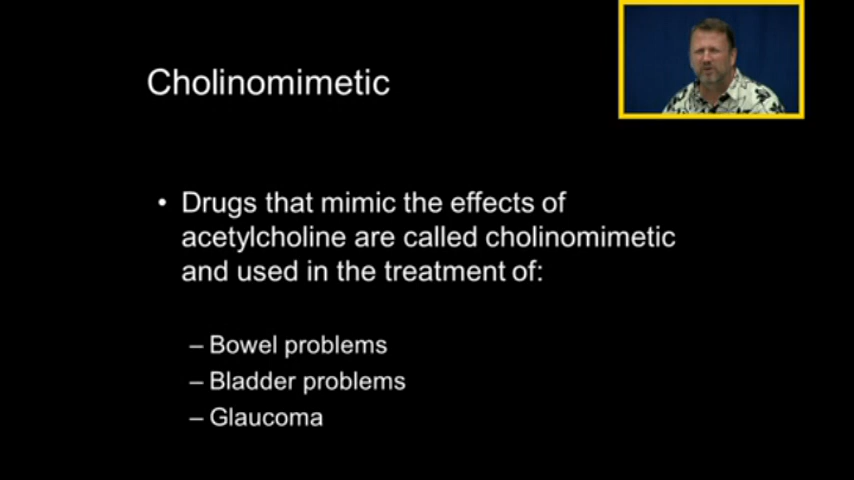 Cholinomimetic
• Drugs that mimic the effects of
acetylcholine are called cholinomimetic
and used in the treatment of:
– Bowel problems
– Bladder problems
– Glaucoma